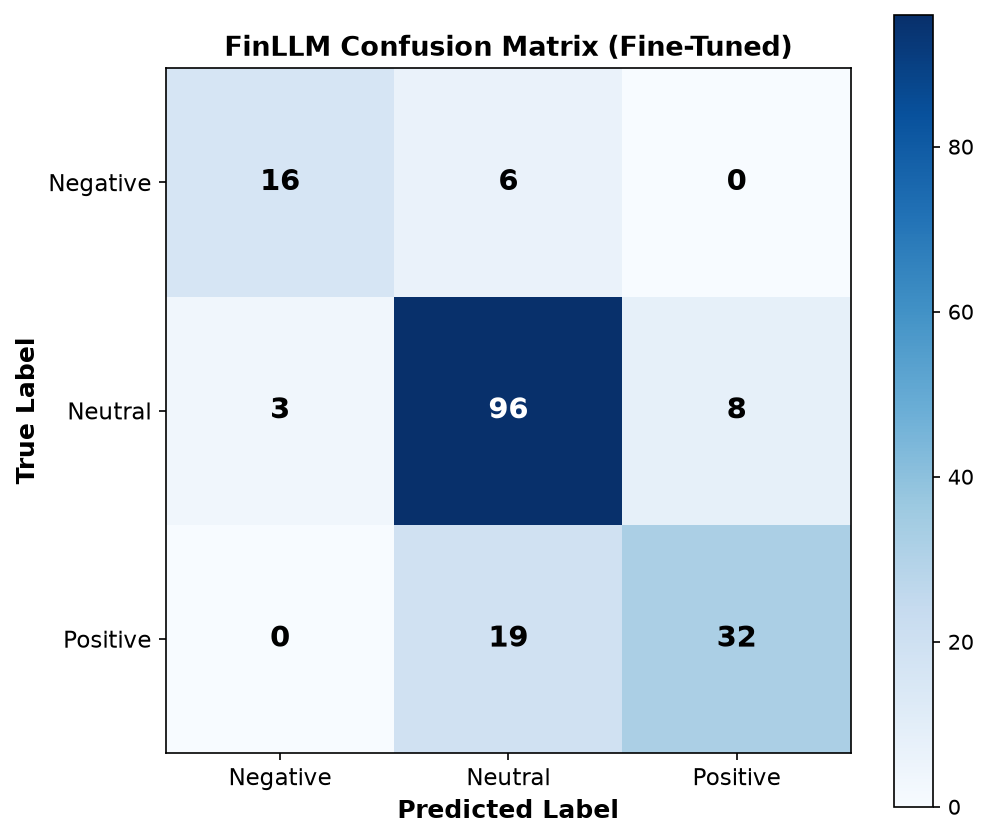 FinLLM Confusion Matrix (Fine-Tuned)
True Label
Negative
16
6
0
Neutral
3
96
8
Positive
0
19
32
Negative
Neutral
Positive
Predicted Label
80
60
40
20
0